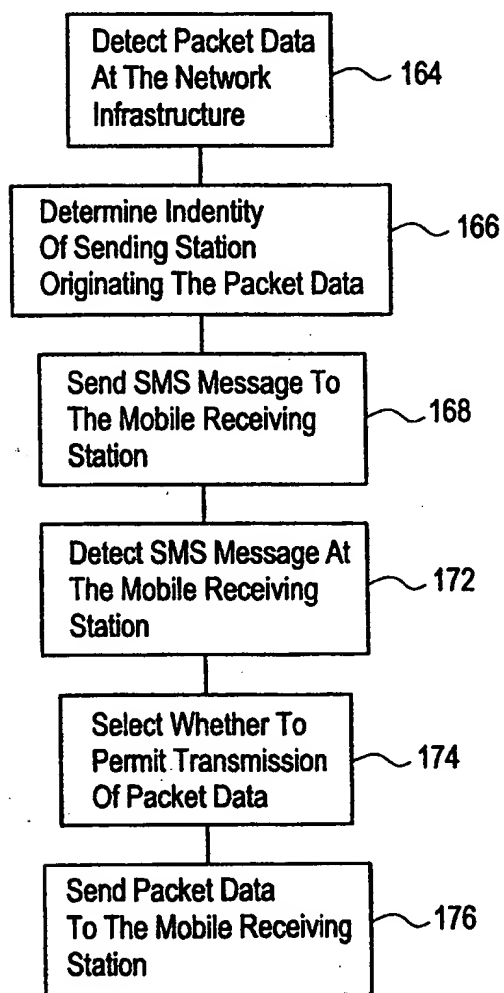 Detect Packet Data
At The Network
Infrastructure
164
Determine Indentity
Of Sending Station
Originating The Packet Data
166
Send SMS Message To
The Mobile Receiving
Station
168
Detect SMS Message At
The Mobile Receiving
Station
172
Select Whether To
Permit Transmission
Of Packet Data
174
Send Packet Data
To The Mobile Receiving
Station
176